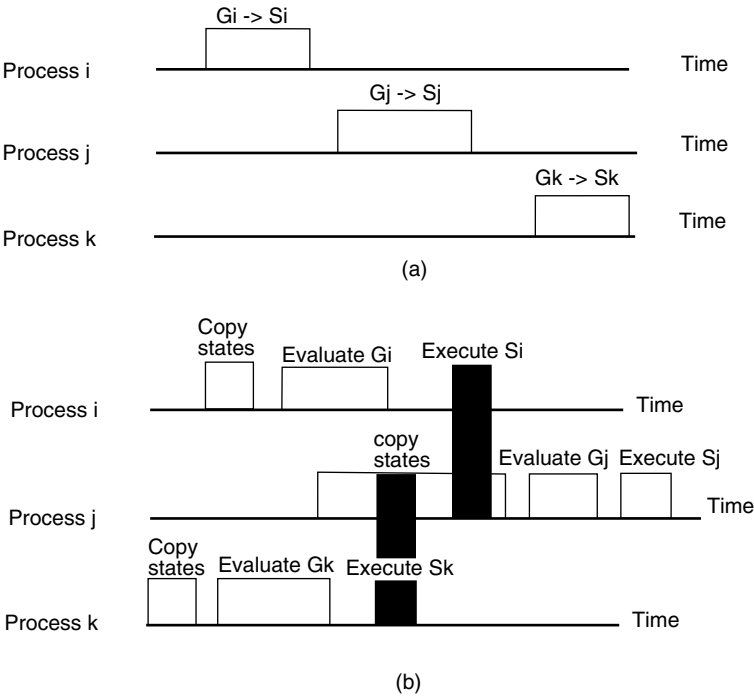 Gi -> Si
Process i
Time
Gj -> Sj
Process j
Time
Gk -> Sk
Process k
Time
(a)
Copy
states
Evaluate Gi
Execute Si
Process i
Time
copy
states
Evaluate Gj
Execute Sj
Process j
Time
Copy
states
Evaluate Gk
Execute Sk
Process k
Time
(b)